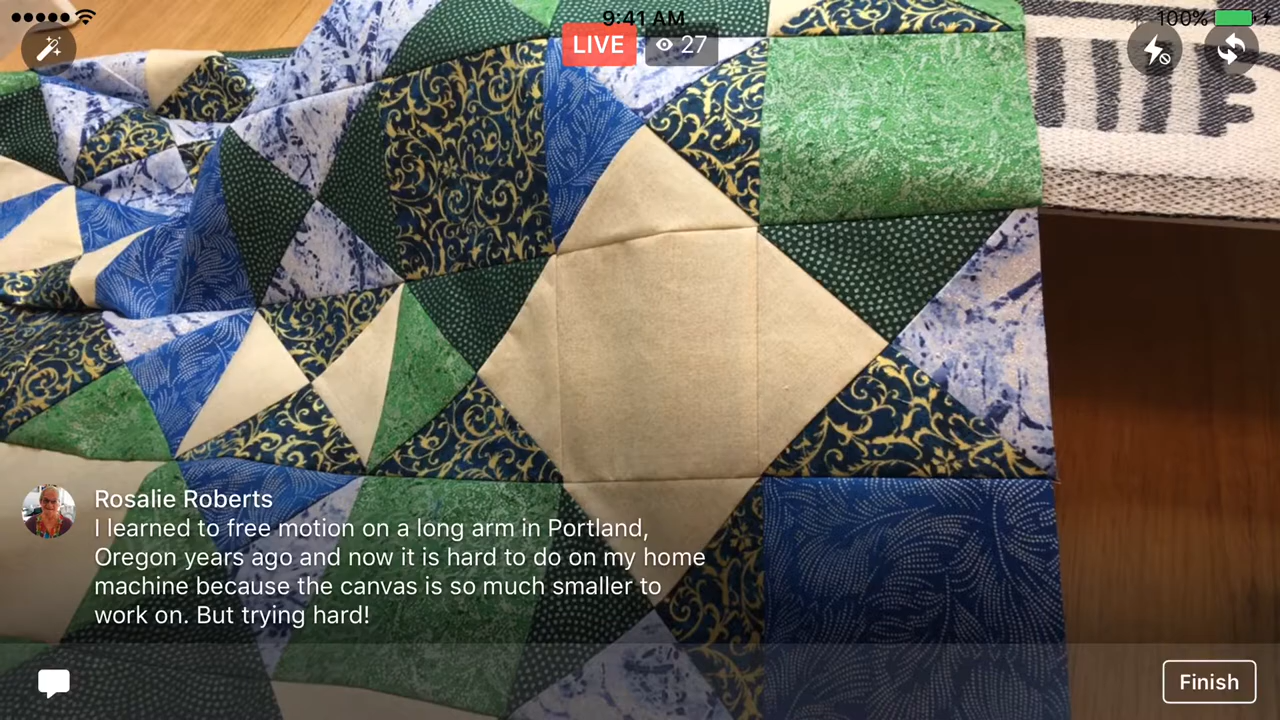 9:41 AM
100%
LIVE
27
Rosalie Roberts
I learned to free motion on a long arm in Portland,
Oregon years ago and now it is hard to do on my home
machine because the canvas is so much smaller to
work on. But trying hard!
Finish